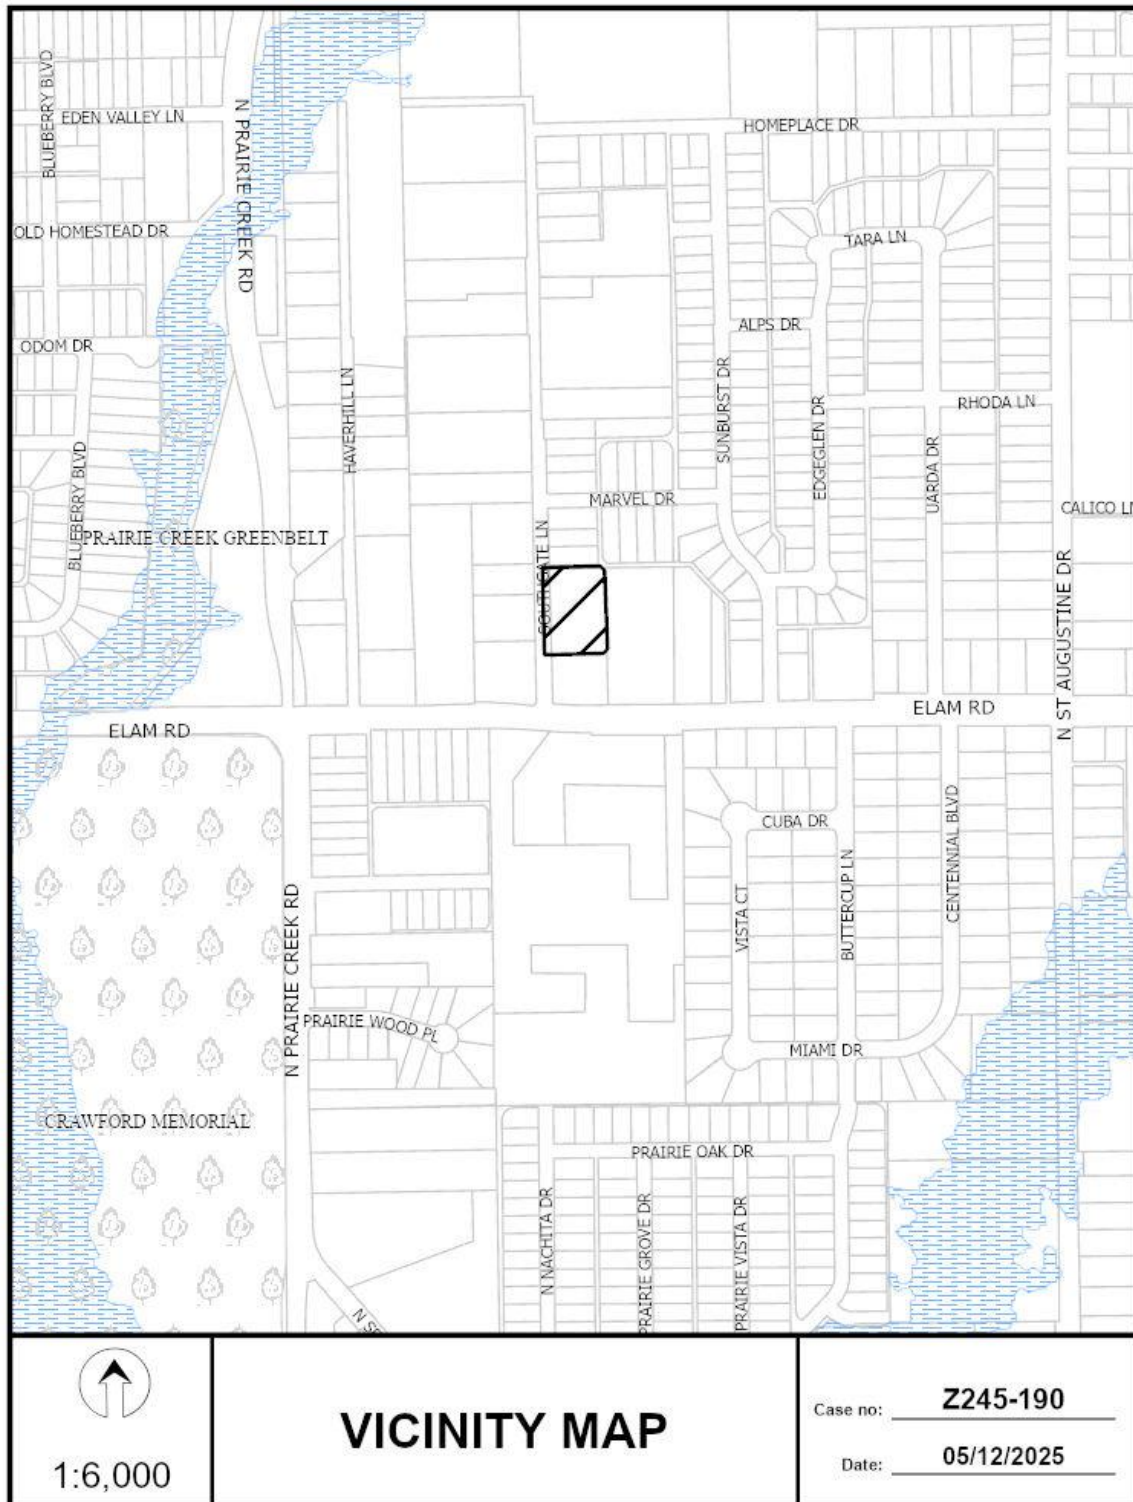 BLUEBERRY BLVD
EDEN VALLEY LN
N PRAIRIE CREEK RD
HOMEPLACE DR
OLD HOMESTEAD DR
TARA LN
ALPS DR
ODOM DR
HAVERHILL LN
SUNBURST DR
EDGEGLEN DR
RHODA LN
UARDA DR
BLUEBERRY BLVD
MARVEL DR
CALICO LN
PRAIRIE CREEK GREENBELT
SOUTHGATE LN
N ST AUGUSTINE DR
ELAM RD
ELAM RD
CUBA DR
CENTENNIAL BLVD
BUTTERCUP LN
VISTA CT
N PRAIRIE CREEK RD
PRAIRIE WOOD PL
MIAMI DR
CRAWFORD MEMORIAL
PRAIRIE OAK DR
N NACHITA DR
PRAIRIE GROVE DR
PRAIRIE VISTA DR
1:6,000
VICINITY MAP
Case no: Z245-190
Date: 05/12/2025